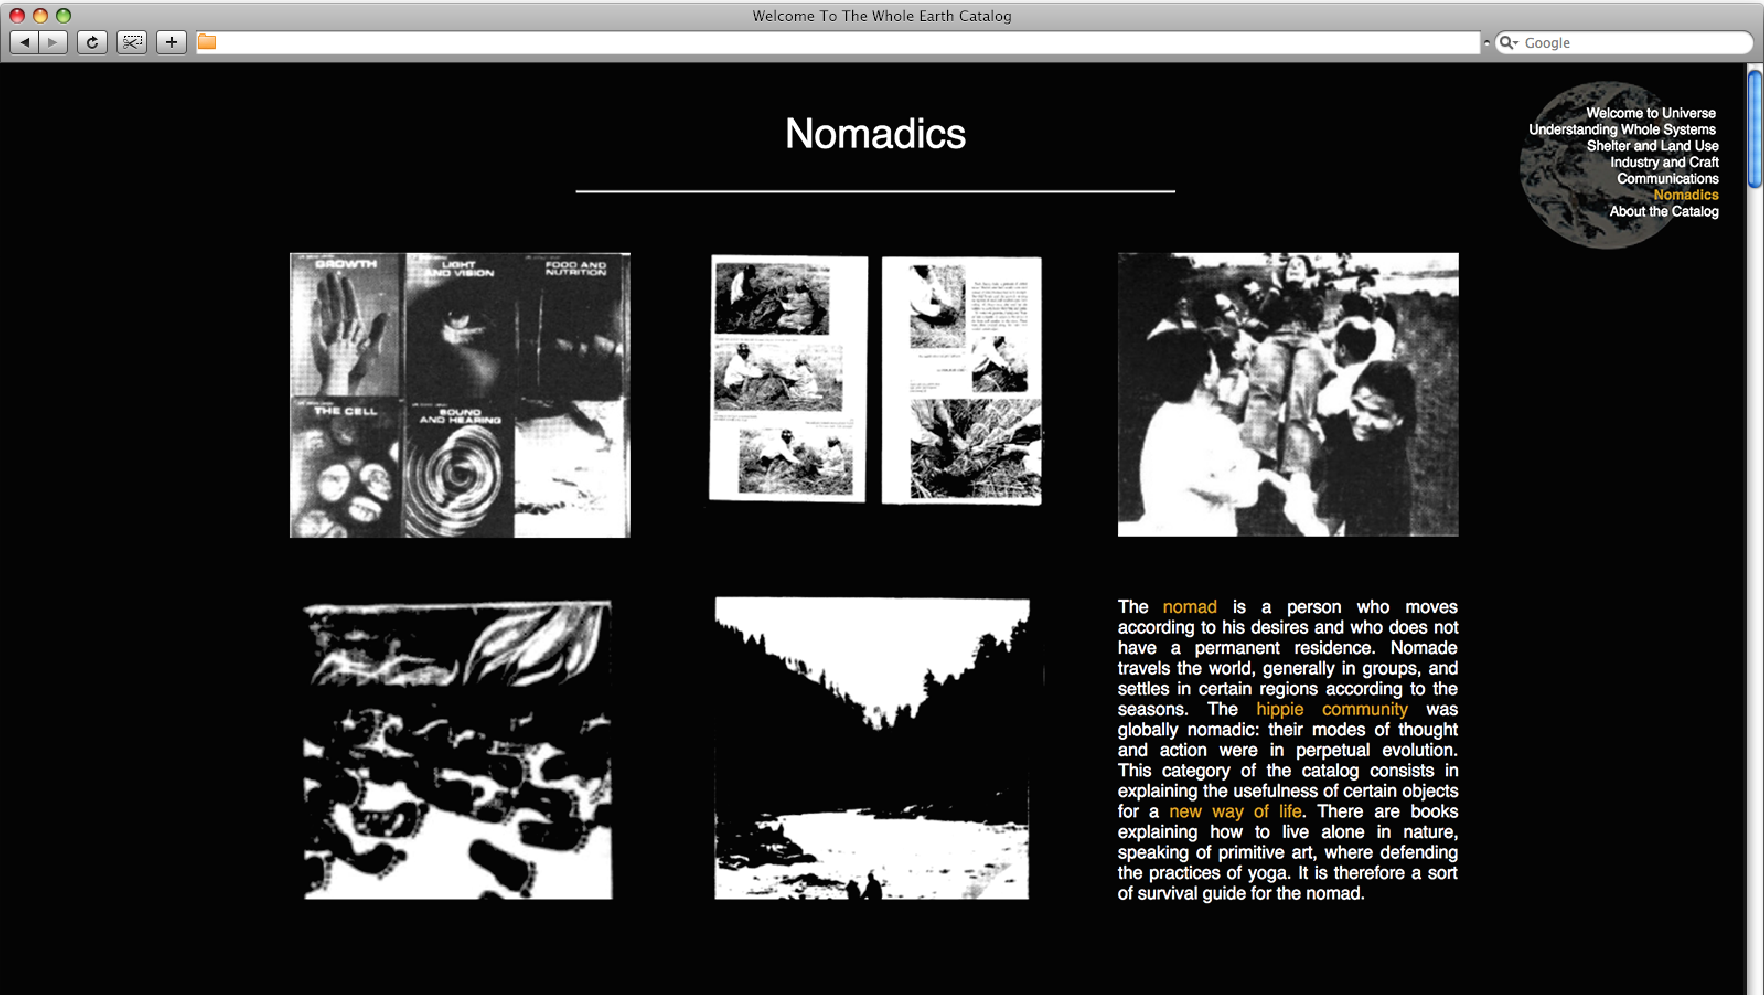 Welcome To The Whole Earth Catalog
Google
Nomadics
Welcome to Universe
Understanding Whole Systems
Shelter and Land Use
Industry and Craft
Communications
Nomadics
About the Catalog
GROWTH
LIGHT
AND VISION
FOOD AND
NUTRITION
THE CELL
SOUND
AND HEARING
The nomad is a person who moves
according to his desires and who does not
have a permanent residence. Nomade
travels the world, generally in groups, and
settles in certain regions according to the
seasons. The hippie community was
globally nomadic: their modes of thought
and action were in perpetual evolution.
This category of the catalog consists in
explaining the usefulness of certain objects
for a new way of life. There are books
explaining how to live alone in nature,
speaking of primitive art, where defending
the practices of yoga. It is therefore a sort
of survival guide for the nomad.